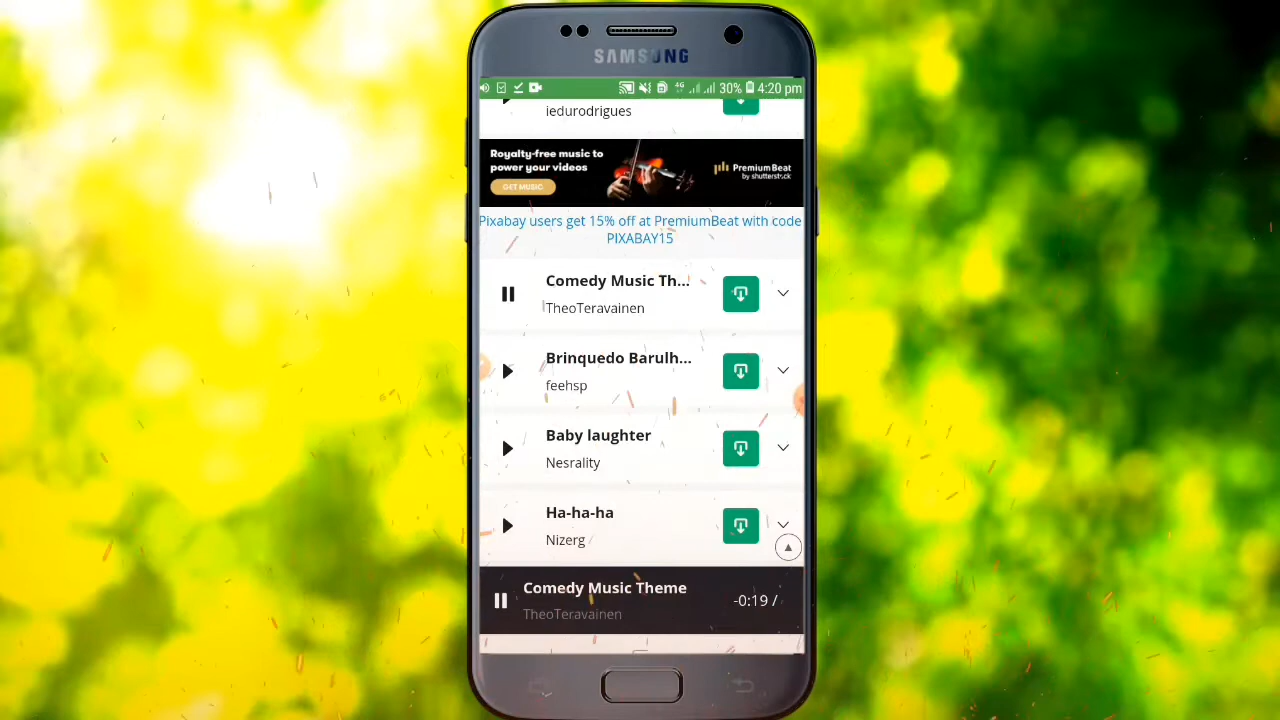 SAMSUNG
4G 30% 4:20 pm
iedurodrigues
Royalty-free music to
power your videos
GET MUSIC
PremiumBeat
by shutterstock
Pixabay users get 15% off at PremiumBeat with code
PIXABAY15
Comedy Music Th...
TheoTeravainen
Brinquedo Barulh...
feehsp
Baby laughter
Nesrality
Ha-ha-ha
Nizerg
Comedy Music Theme
TheoTeravainen
-0:19 /